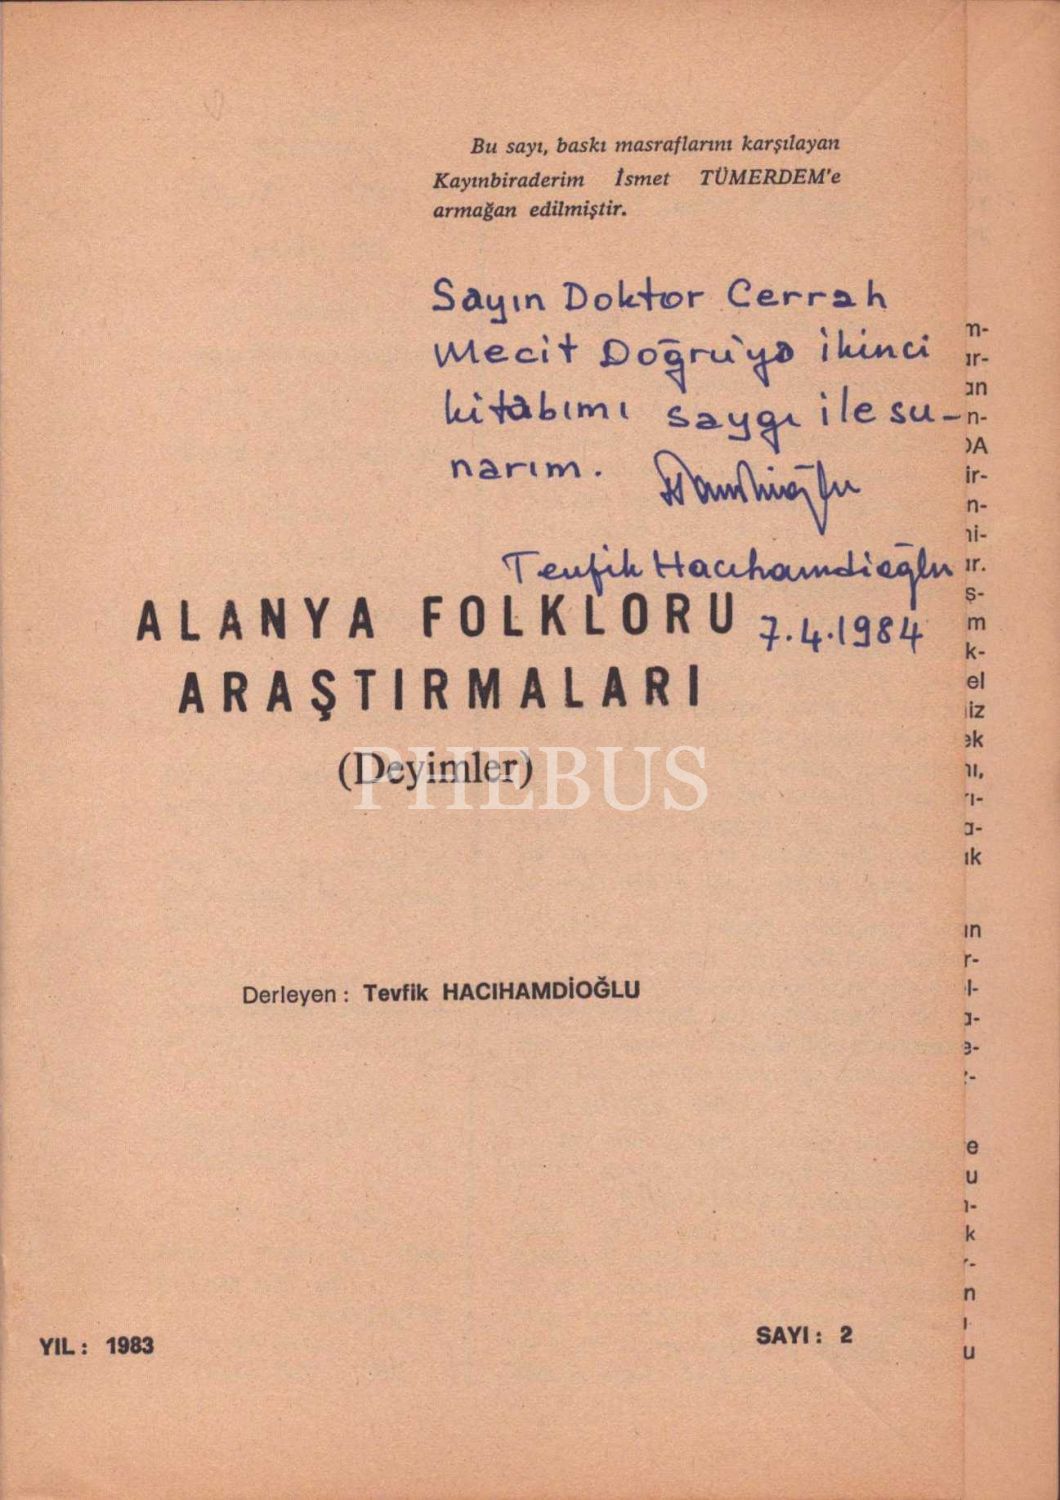 Bu sayı, baskı masraflarını karşılayan
Kayınbiraderim İsmet TÜMERDEM'e
armağan edilmiştir.
Sayın Doktor Cerrah
Mecit Doğru'ya ikinci
kitabımı saygı ile su-
narım.
Tevfik Hacıhamdioğlu
7.4.1984
ALANYA FOLKLORU
ARAŞTIRMALARI
(Deyimler)
PHEBUS
Derleyen : Tevfik HACIHAMDİOĞLU
YIL : 1983
SAYI : 2